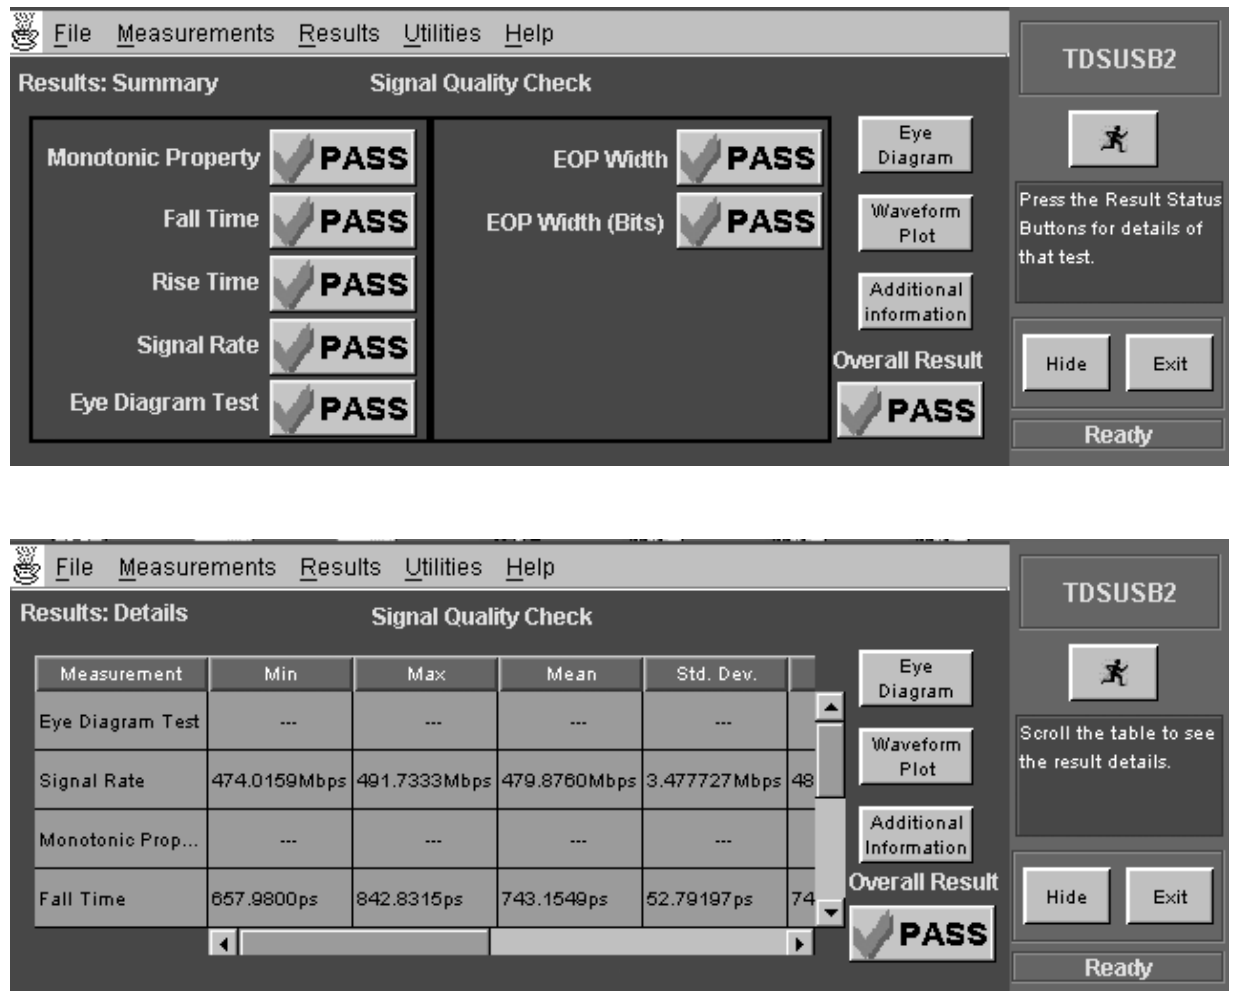 File Measurements Results Utilities Help
Results: Summary Signal Quality Check
Monotonic Property PASS
Fall Time PASS
Rise Time PASS
Signal Rate PASS
Eye Diagram Test PASS
EOP Width PASS
EOP Width (Bits) PASS
Eye
Diagram
Waveform
Plot
Additional
information
Overall Result
PASS
TDSUSB2
Press the Result Status
Buttons for details of
that test.
Hide Exit
Ready
File Measurements Results Utilities Help
Results: Details Signal Quality Check
Measurement Min Max Mean Std. Dev.
Eye Diagram Test --- --- --- ---
Signal Rate 474.0159Mbps 491.7333Mbps 479.8760Mbps 3.477727Mbps 48
Monotonic Prop... --- --- --- ---
Fall Time 657.9800ps 842.8315ps 743.1549ps 52.79197ps 74
Eye
Diagram
Waveform
Plot
Additional
Information
Overall Result
PASS
TDSUSB2
Scroll the table to see
the result details.
Hide Exit
Ready